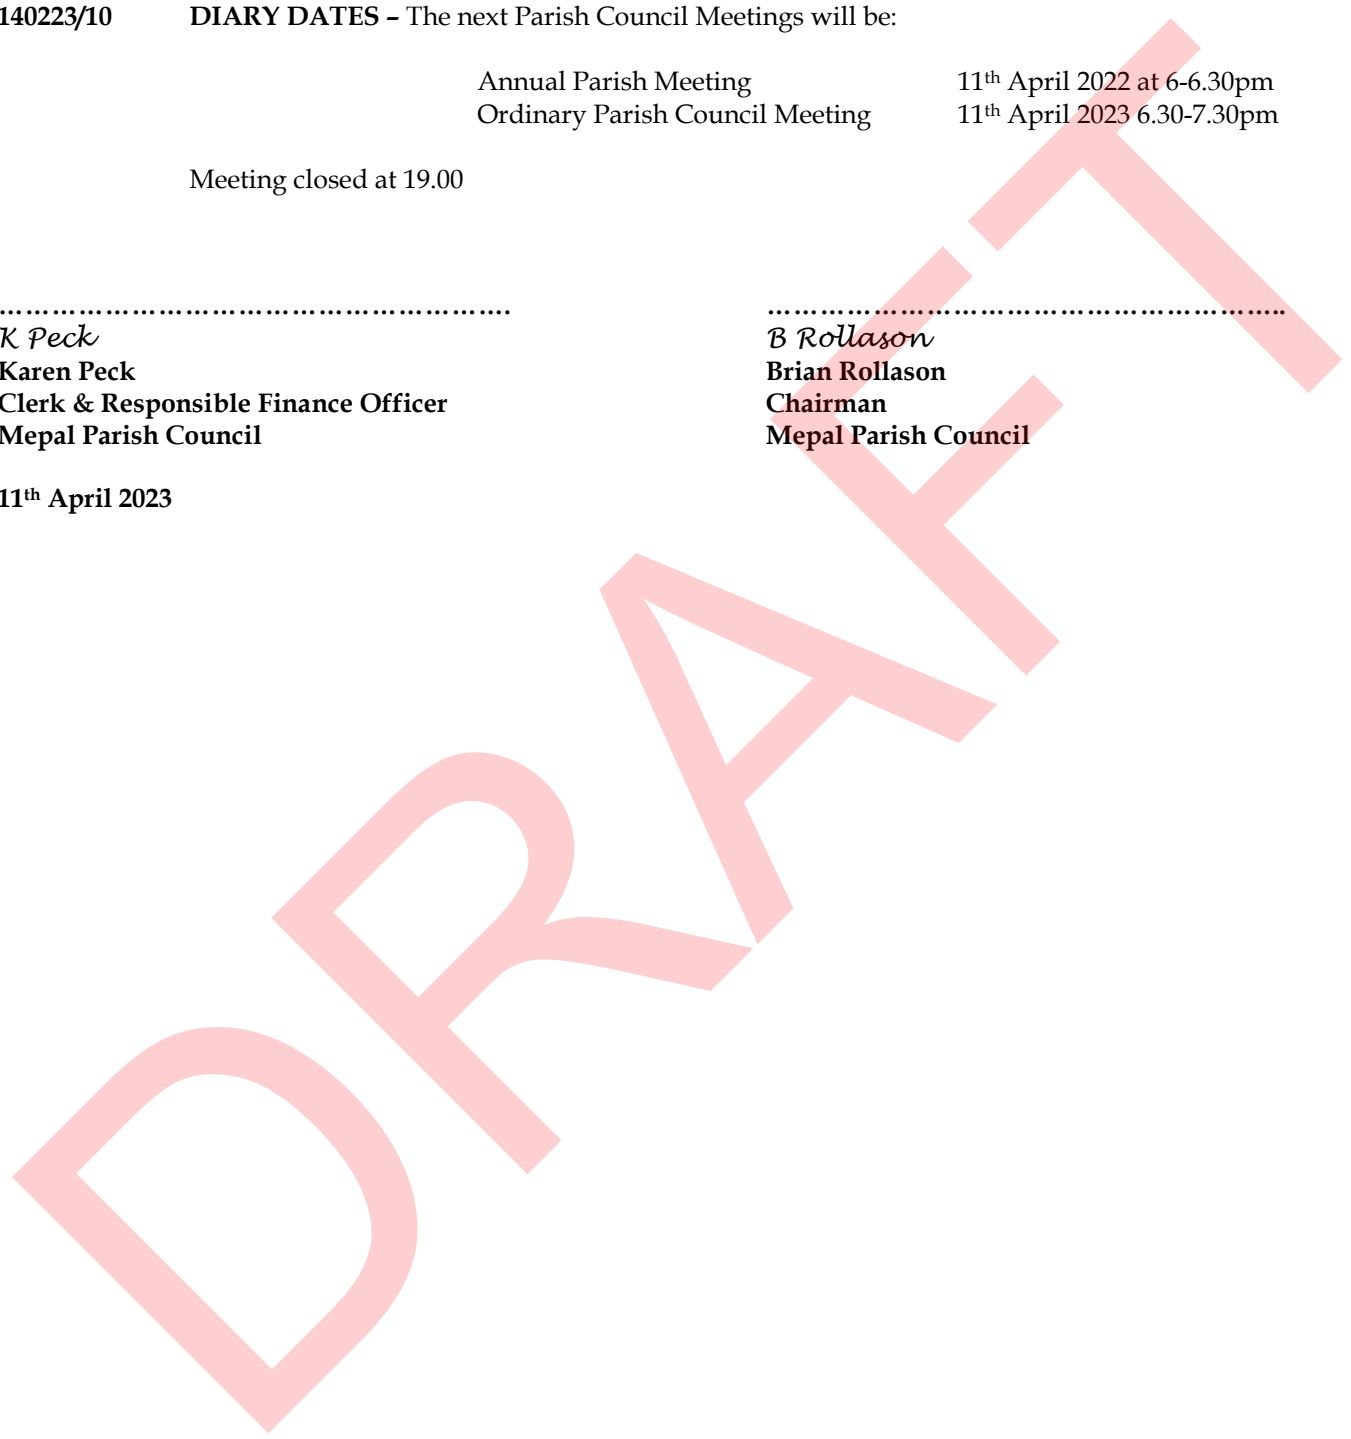 140223/10 DIARY DATES – The next Parish Council Meetings will be:
Annual Parish Meeting 11th April 2022 at 6-6.30pm
Ordinary Parish Council Meeting 11th April 2023 6.30-7.30pm
Meeting closed at 19.00
…………………………………………………. …………………………………………………..
K Peck B Rollason
Karen Peck Brian Rollason
Clerk & Responsible Finance Officer Chairman
Mepal Parish Council Mepal Parish Council
11th April 2023
DRAFT